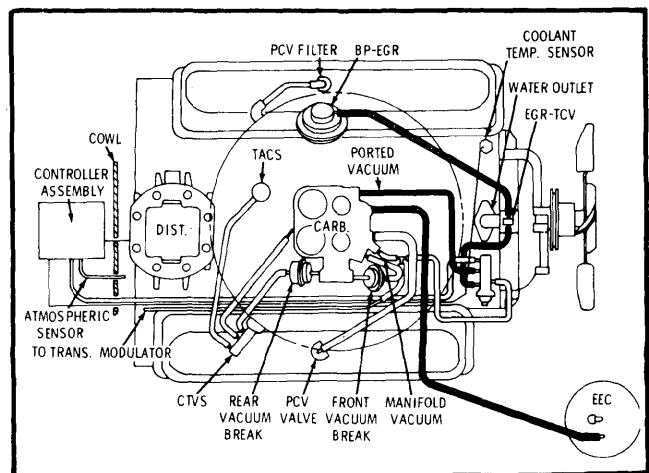 PCV FILTER
BP-EGR
COOLANT
TEMP. SENSOR
WATER OUTLET
EGR-TCV
COWL
CONTROLLER
ASSEMBLY
TACS
PORTED
VACUUM
DIST.
CARB.
ATMOSPHERIC
SENSOR
TO TRANS. MODULATOR
CTVS
REAR
VACUUM
BREAK
PCV
VALVE
FRONT
VACUUM
BREAK
MANIFOLD
VACUUM
EEC